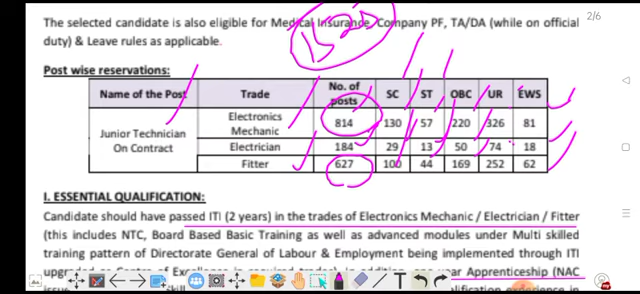 2/6
The selected candidate is also eligible for Medical Insurance, Company PF, TA/DA (while on official
duty) & Leave rules as applicable.
1525
Post wise reservations:
Name of the Post Trade No. of posts SC ST OBC UR EWS
Junior Technician On Contract
Electronics Mechanic 814 130 57 220 326 81
Electrician 184 29 13 50 74 18
Fitter 627 100 44 169 252 62
I. ESSENTIAL QUALIFICATION:
Candidate should have passed ITI (2 years) in the trades of Electronics Mechanic / Electrician / Fitter
(this includes NTC, Board Based Basic Training as well as advanced modules under Multi skilled
training pattern of Directorate General of Labour & Employment being implemented through ITI
Apprenticeship (NAC